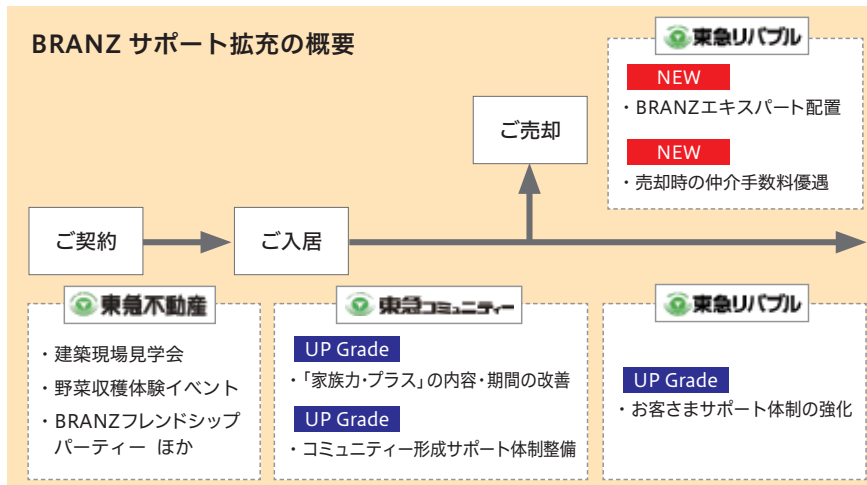 BRANZ サポート拡充の概要
東急リバブル
NEW
・BRANZエキスパート配置
NEW
・売却時の仲介手数料優遇
ご売却
ご契約
ご入居
東急不動産
・建築現場見学会
・野菜収穫体験イベント
・BRANZフレンドシップ
パーティー ほか
東急コミュニティー
UP Grade
・「家族力・プラス」の内容・期間の改善
UP Grade
・コミュニティー形成サポート体制整備
東急リバブル
UP Grade
・お客さまサポート体制の強化